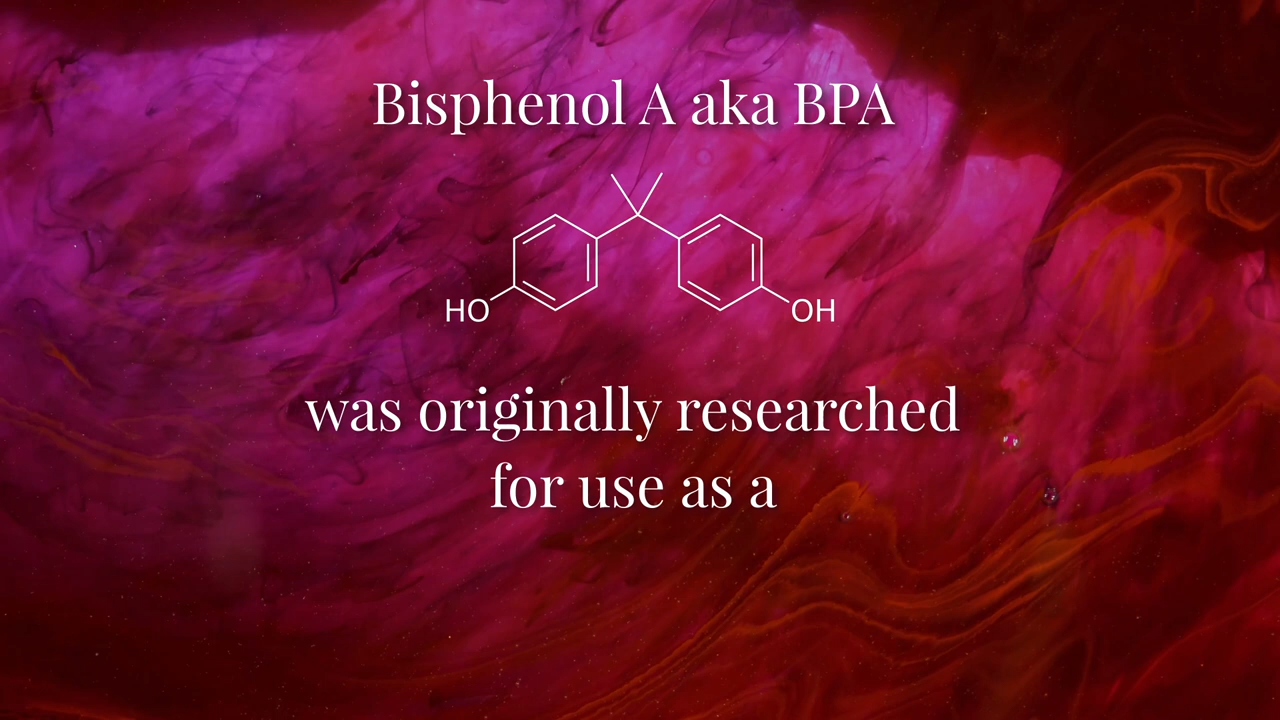 Bisphenol A aka BPA
HO
OH
was originally researched
for use as a